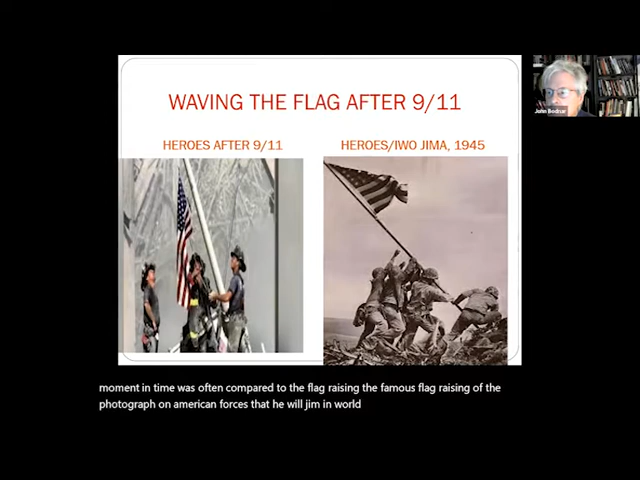 WAVING THE FLAG AFTER 9/11
HEROES AFTER 9/11
HEROES/IWO JIMA, 1945
John Bodnar
moment in time was often compared to the flag raising the famous flag raising of the
photograph on american forces that he will jim in world